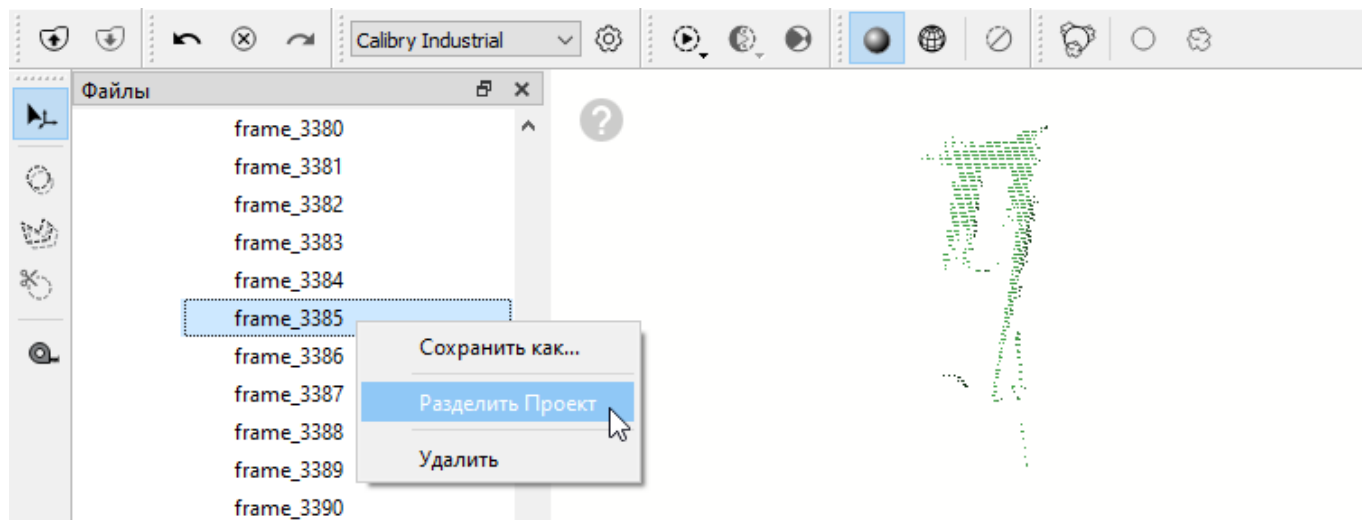 Calibry Industrial
Файлы
?
frame_3380
frame_3381
frame_3382
frame_3383
frame_3384
frame_3385
frame_3386
frame_3387
frame_3388
frame_3389
frame_3390
Сохранить как...
Разделить Проект
Удалить